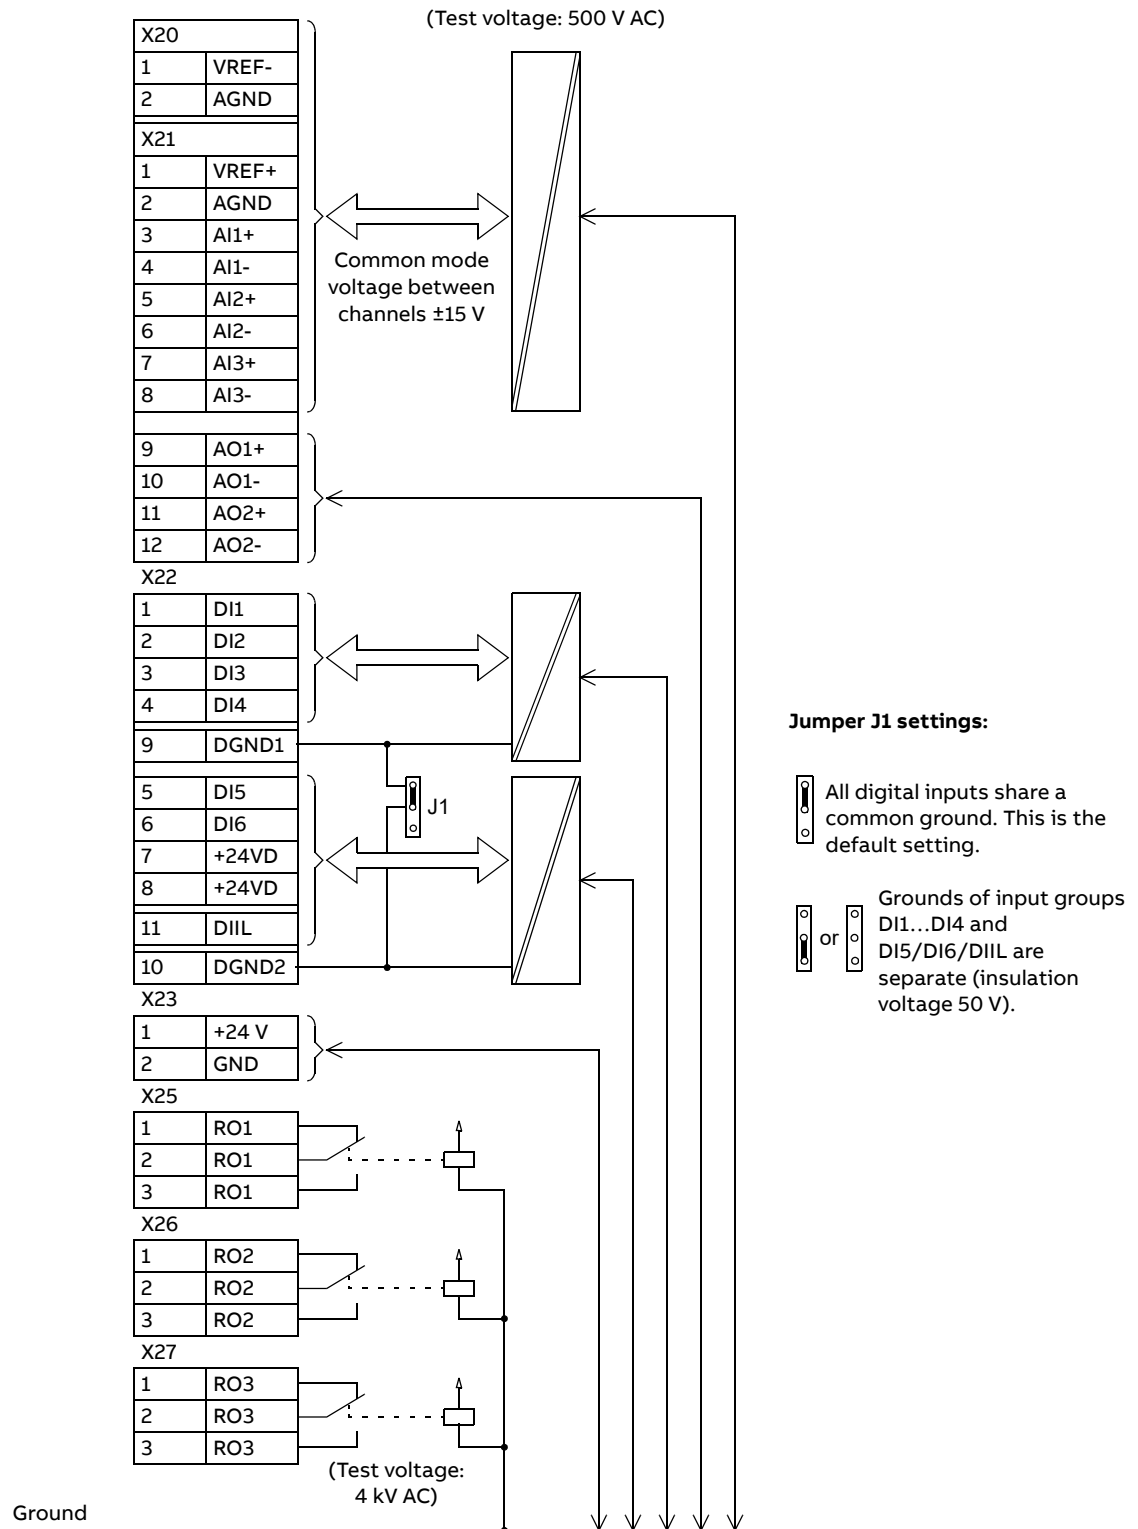 (Test voltage: 500 V AC)
X20
1 VREF-
2 AGND
X21
1 VREF+
2 AGND
3 AI1+
4 AI1-
5 AI2+
6 AI2-
7 AI3+
8 AI3-
Common mode
voltage between
channels ±15 V
9 AO1+
10 AO1-
11 AO2+
12 AO2-
X22
1 DI1
2 DI2
3 DI3
4 DI4
9 DGND1
5 DI5
6 DI6
7 +24VD
8 +24VD
11 DIIL
10 DGND2
J1
Jumper J1 settings:
All digital inputs share a
common ground. This is the
default setting.
or
Grounds of input groups
DI1…DI4 and
DI5/DI6/DIIL are
separate (insulation
voltage 50 V).
X23
1 +24 V
2 GND
X25
1 RO1
2 RO1
3 RO1
X26
1 RO2
2 RO2
3 RO2
X27
1 RO3
2 RO3
3 RO3
(Test voltage:
4 kV AC)
Ground